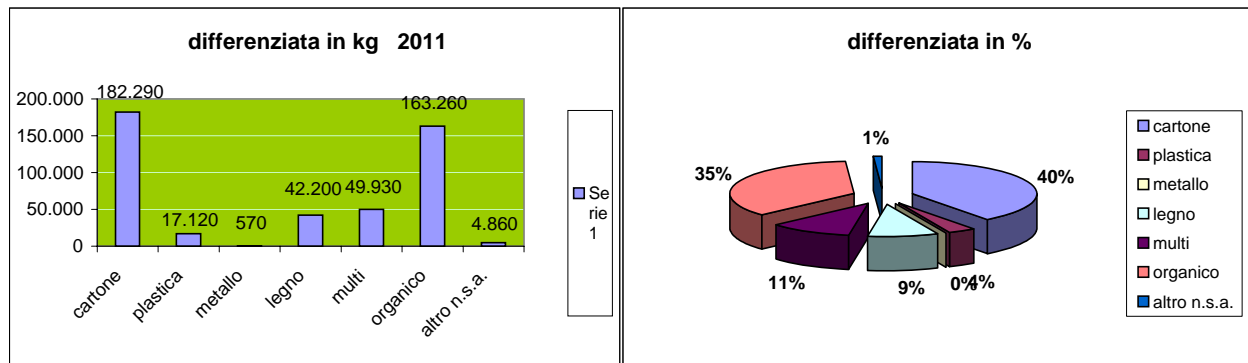 differenziata in kg 2011
200.000
150.000
100.000
50.000
0
182.290
17.120
570
42.200
49.930
163.260
4.860
cartone
plastica
metallo
legno
multi
organico
altro n.s.a.
Se
rie
1
differenziata in %
1%
35%
40%
11%
9%
0%
4%
cartone
plastica
metallo
legno
multi
organico
altro n.s.a.